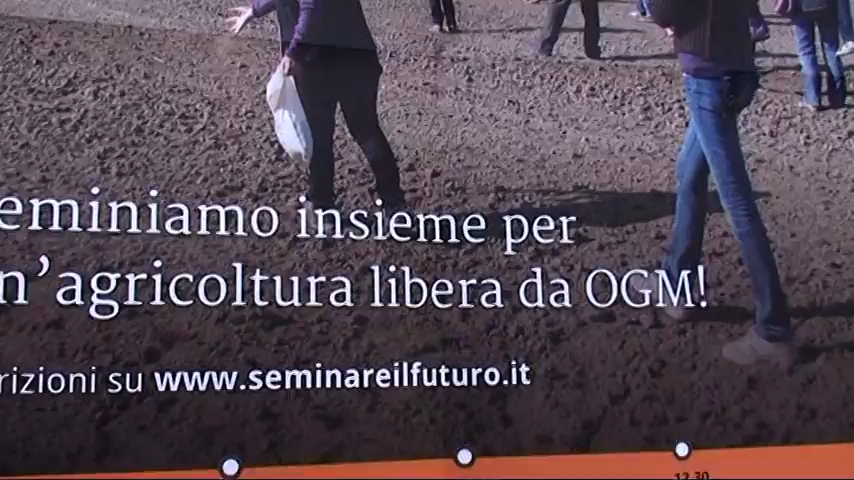 eminiamo insieme per
n'agricoltura libera da OGM!
rizioni su www.seminareilfuturo.it
12.30